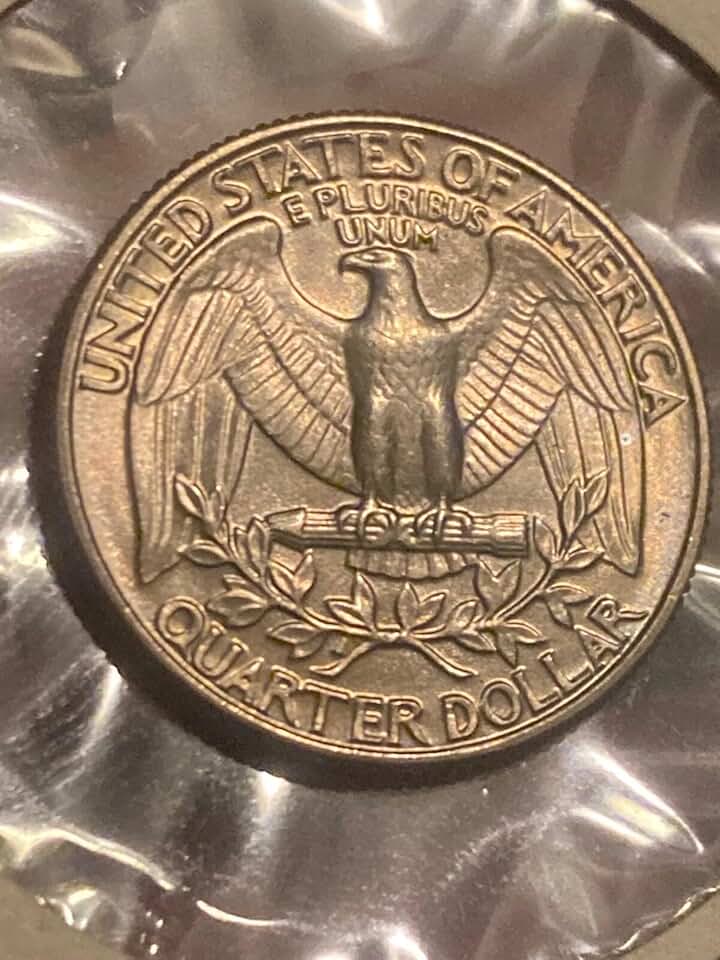 UNITED STATES OF AMERICA
E PLURIBUS
UNUM
QUARTER DOLLAR